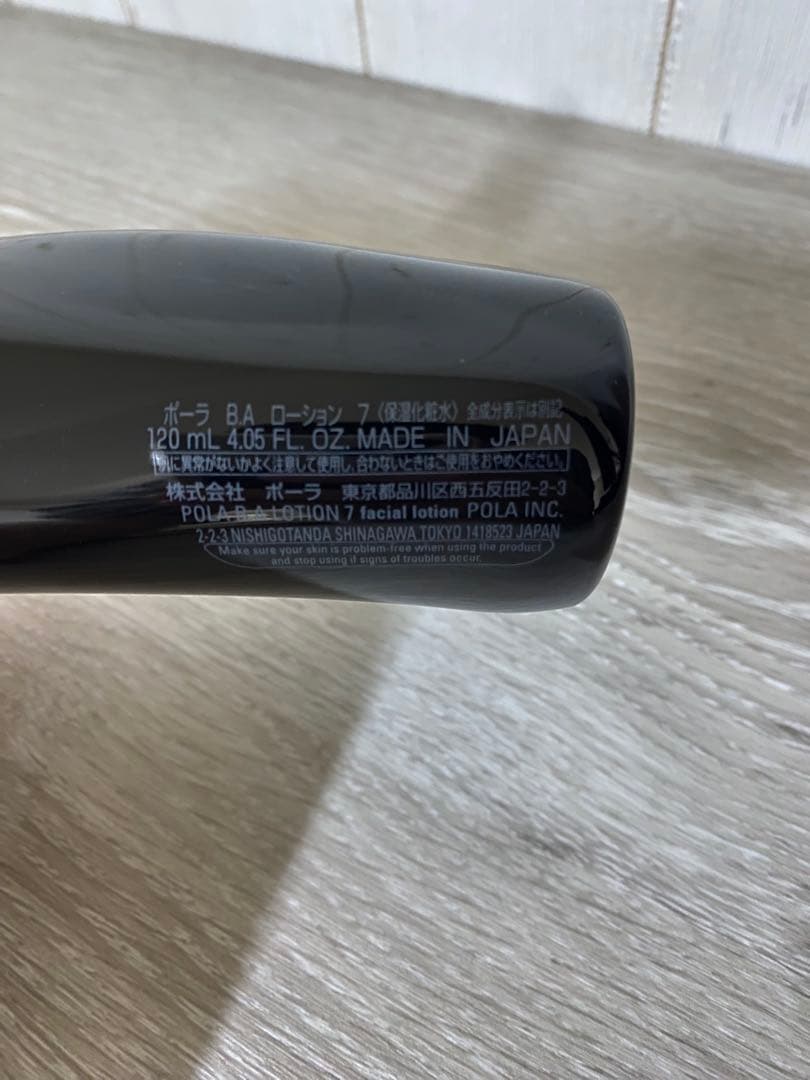 ポーラ B.A ローション 7 (保湿化粧水) 全成分表示は別記
120 mL 4.05 FL. OZ. MADE IN JAPAN
肌に異常がないかよく注意して使用し、合わないときはご使用をおやめください。
株式会社 ポーラ 東京都品川区西五反田2-2-3
POLA B.A LOTION 7 facial lotion POLA INC.
2-2-3 NISHIGOTANDA SHINAGAWA TOKYO 1418523 JAPAN
Make sure your skin is problem-free when using the product
and stop using if signs of troubles occur.